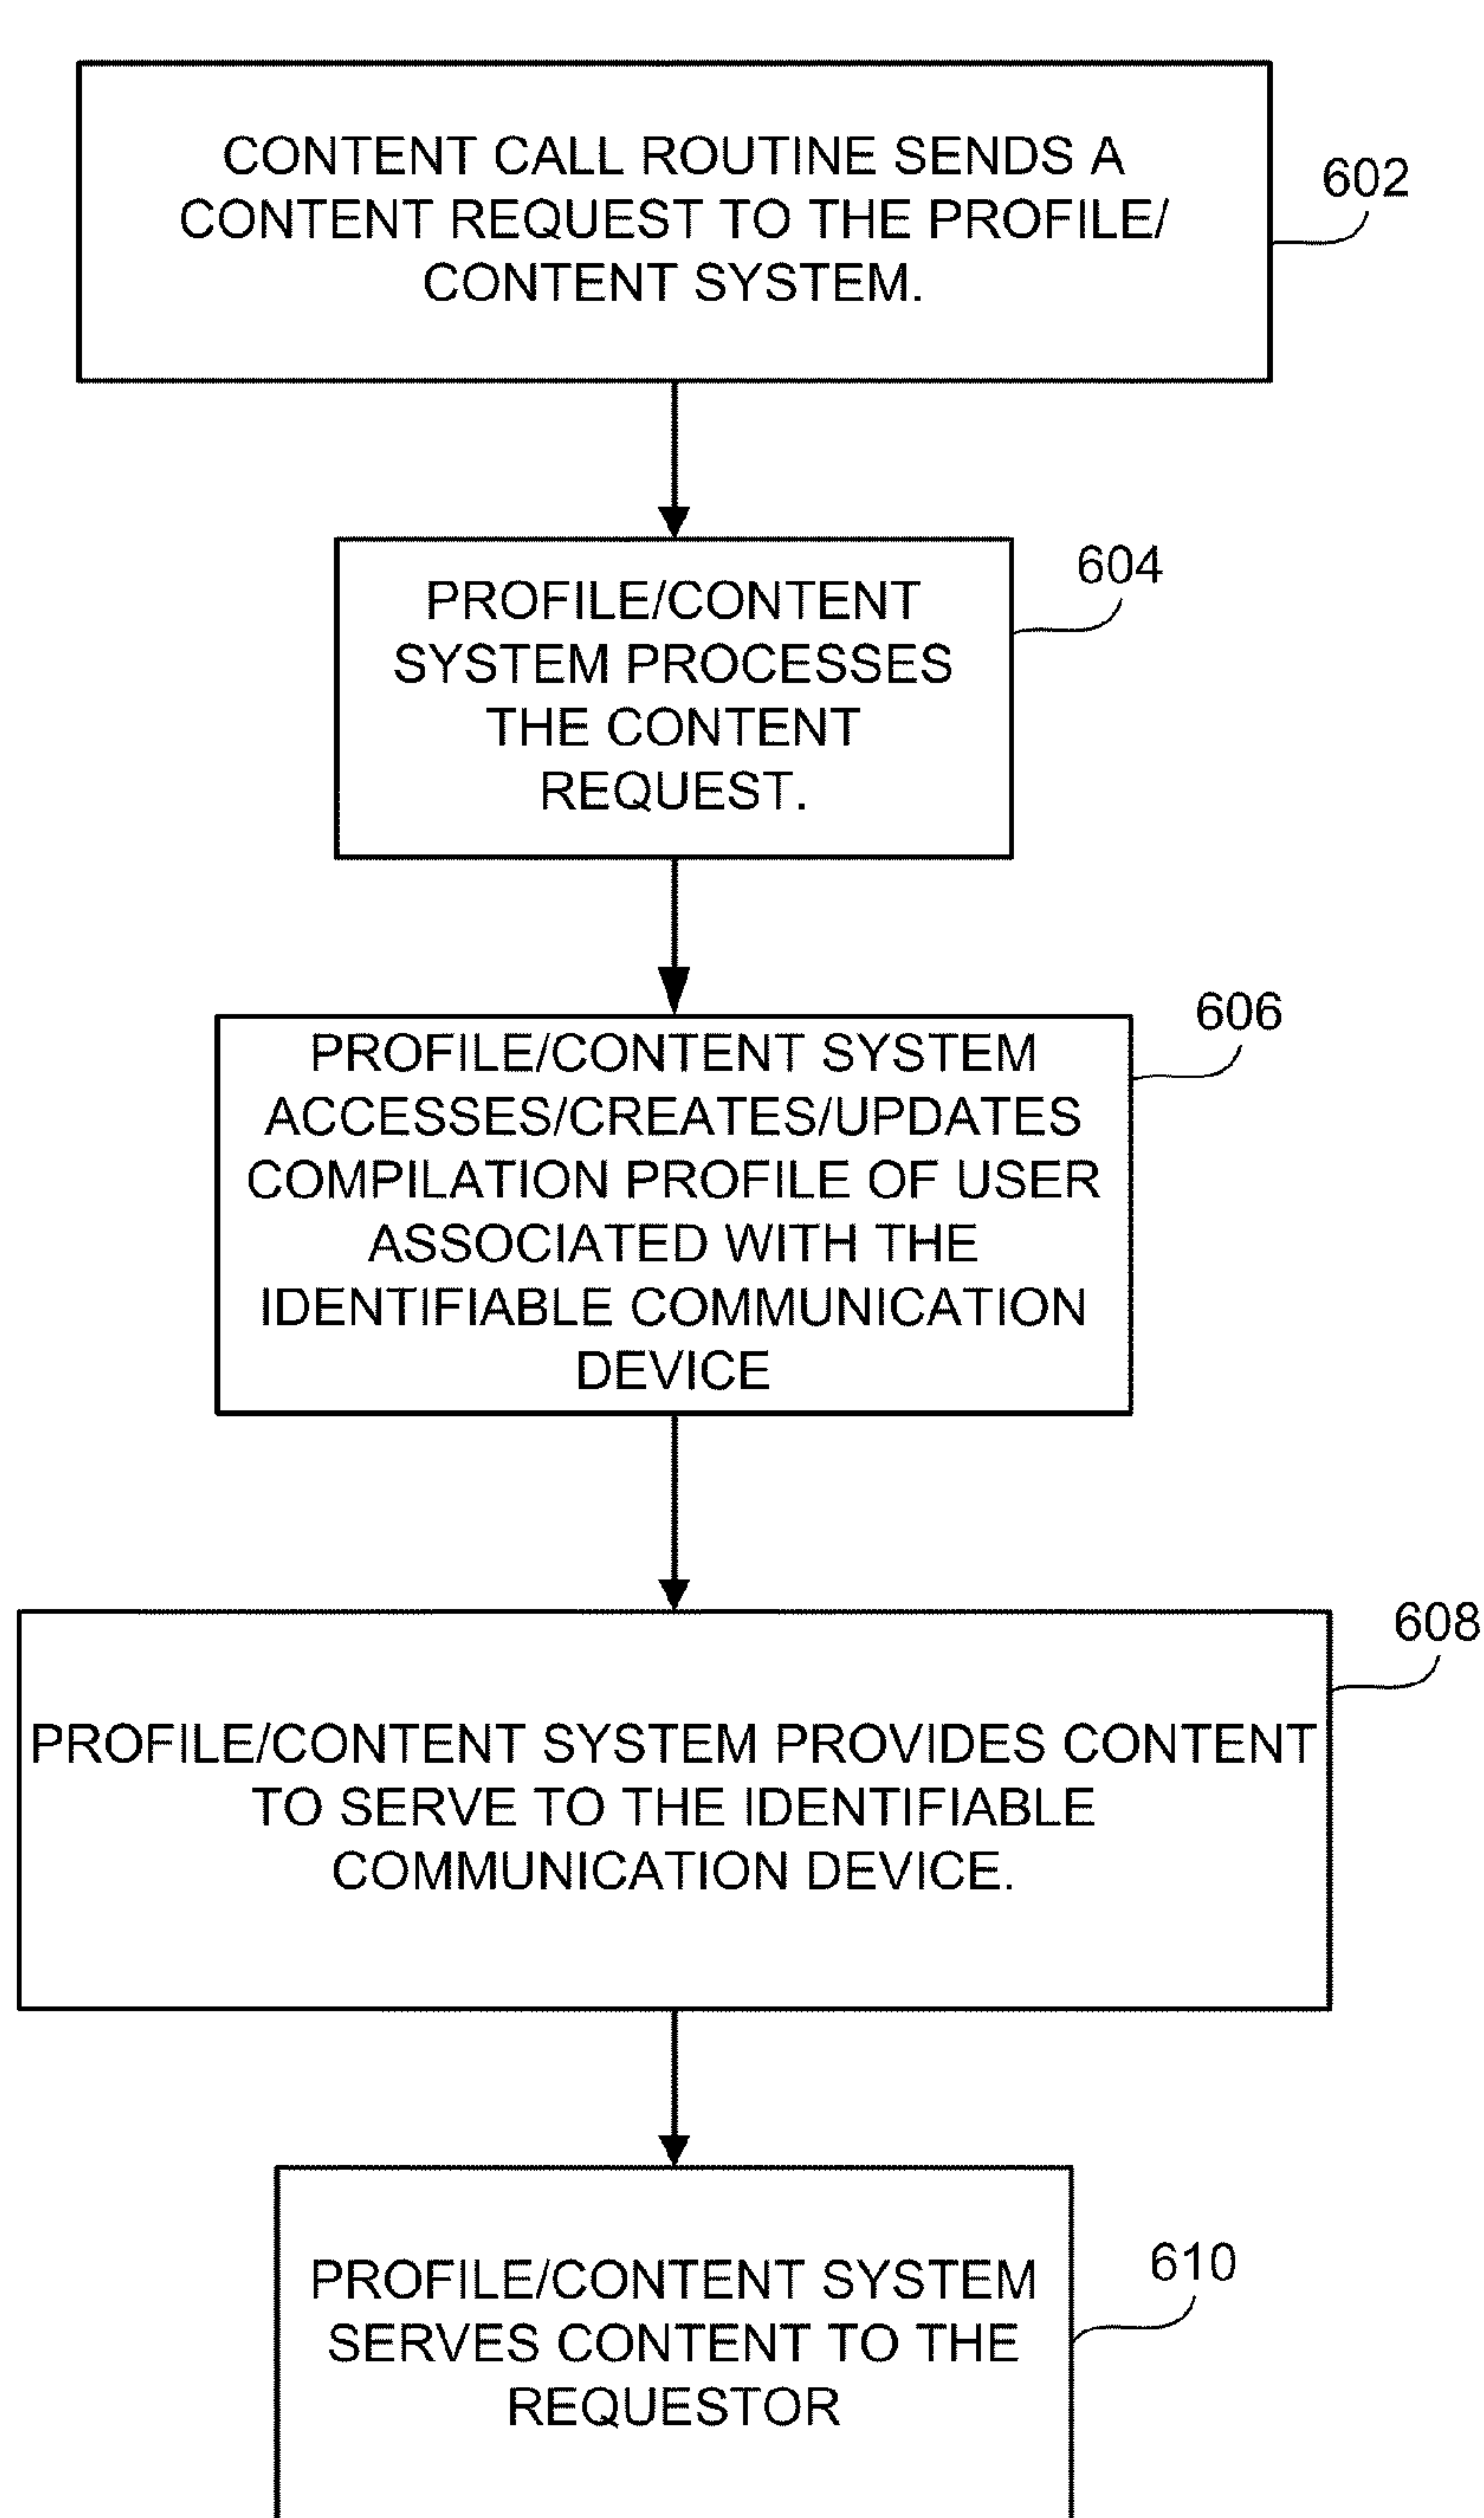 CONTENT CALL ROUTINE SENDS A
CONTENT REQUEST TO THE PROFILE/
CONTENT SYSTEM.
602
PROFILE/CONTENT
SYSTEM PROCESSES
THE CONTENT
REQUEST.
604
PROFILE/CONTENT SYSTEM
ACCESSES/CREATES/UPDATES
COMPILATION PROFILE OF USER
ASSOCIATED WITH THE
IDENTIFIABLE COMMUNICATION
DEVICE
606
PROFILE/CONTENT SYSTEM PROVIDES CONTENT
TO SERVE TO THE IDENTIFIABLE
COMMUNICATION DEVICE.
608
PROFILE/CONTENT SYSTEM
SERVES CONTENT TO THE
REQUESTOR
610